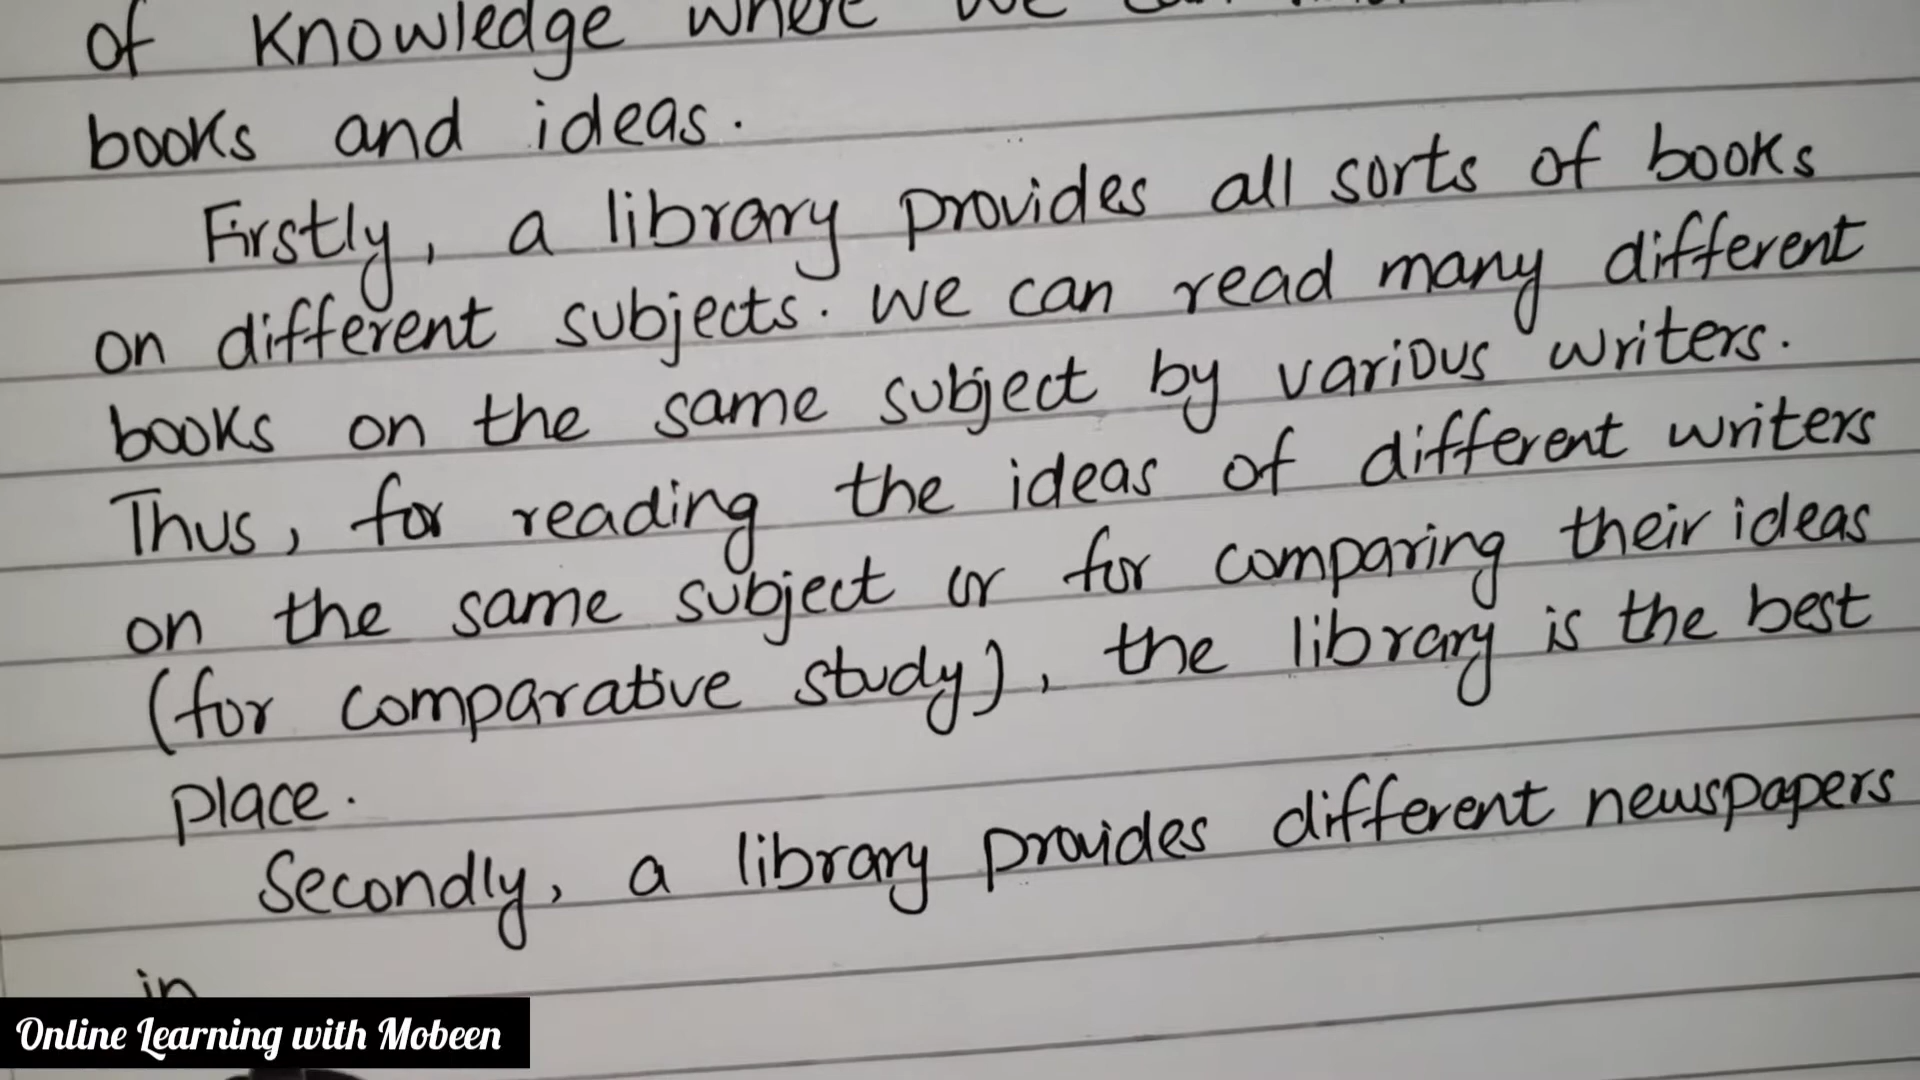 of knowledge where we
books and ideas.
Firstly, a library provides all sorts of books
on different subjects. We can read many different
books on the same subject by various writers.
Thus, for reading the ideas of different writers
on the same subject or for comparing their ideas
(for comparative study), the library is the best
place.
Secondly, a library provides different newspapers
in
Online Learning with Mobeen